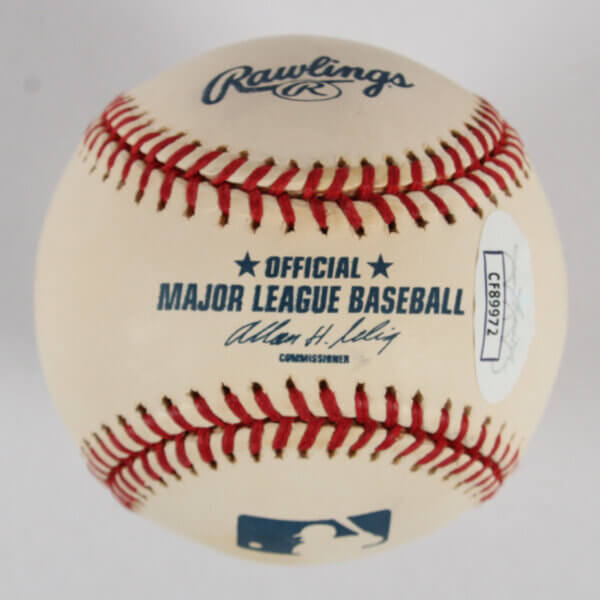 Rawlings
R
★ OFFICIAL ★
MAJOR LEAGUE BASEBALL
Allan H. Selig
COMMISSIONER
CF89972